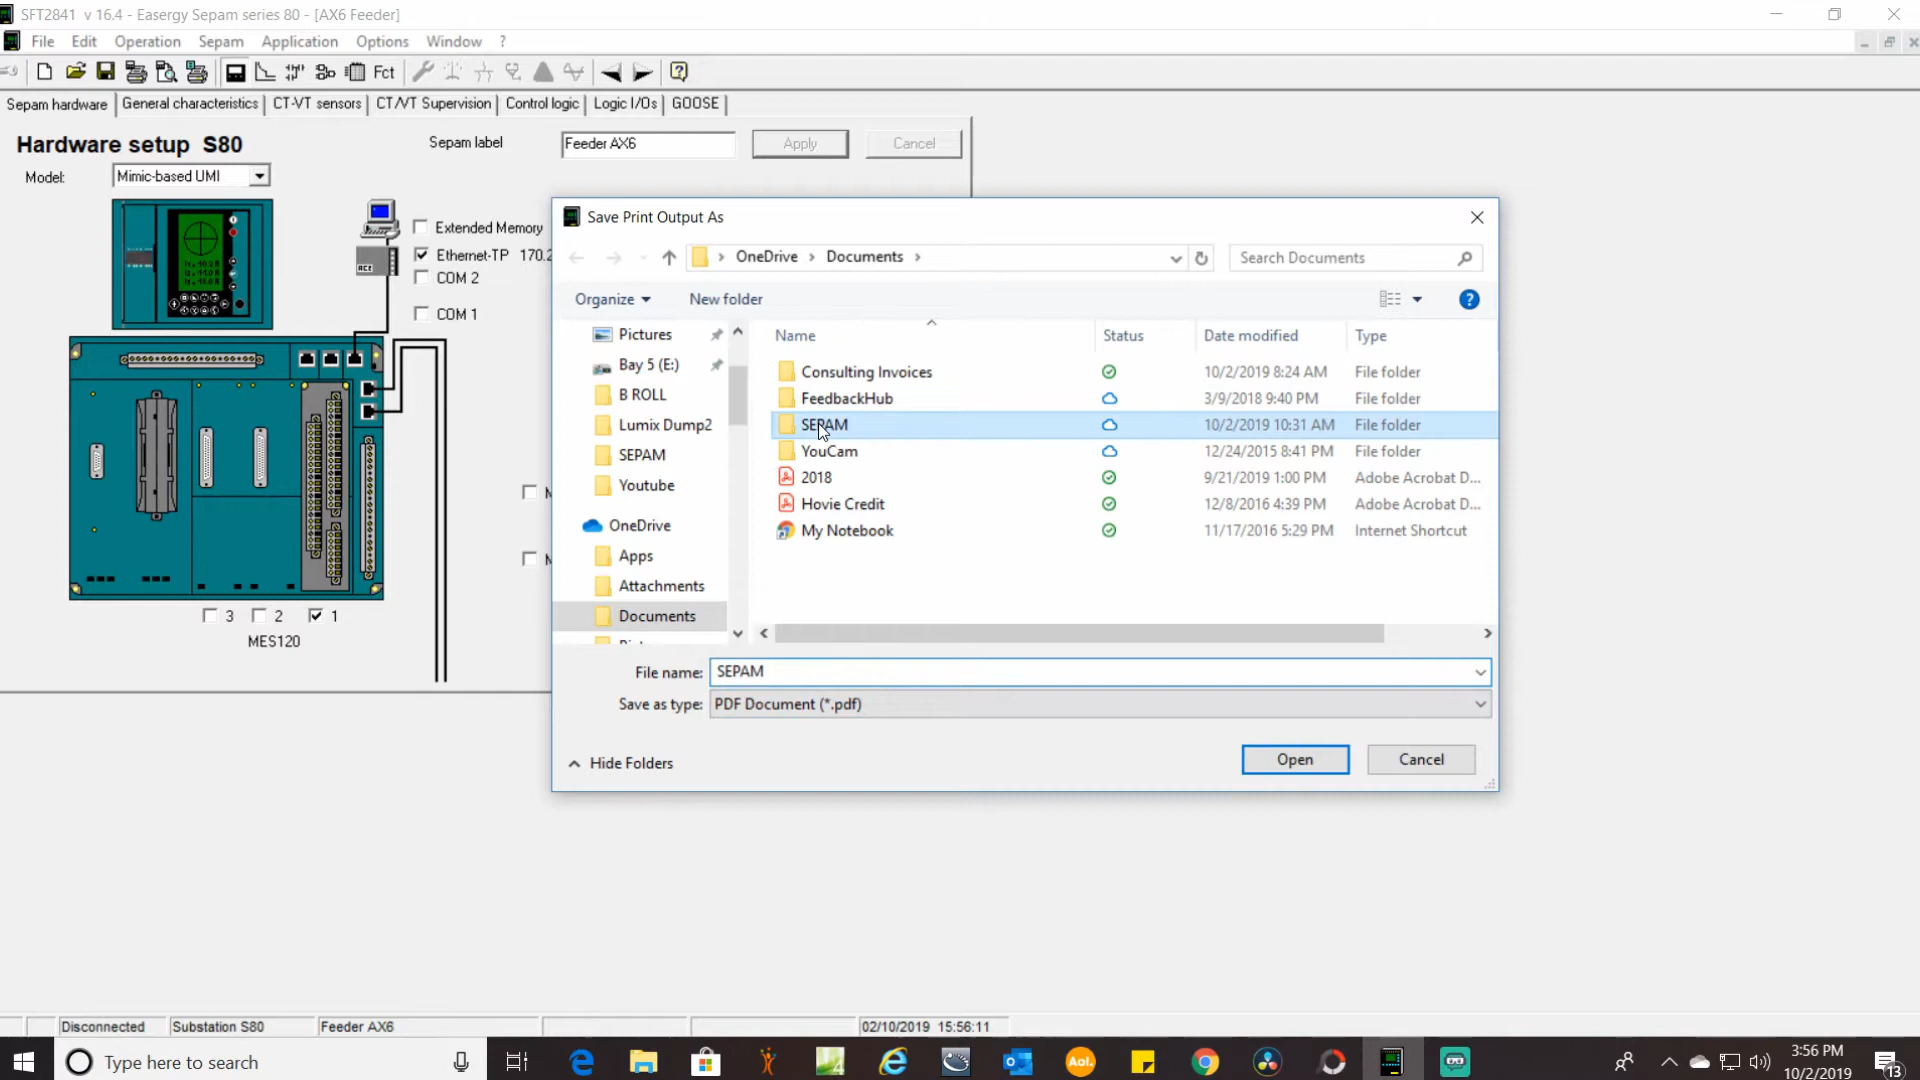 SFT2841 v 16.4 - Easergy Sepam series 80 - [AX6 Feeder]
File Edit Operation Sepam Application Options Window ?
Fct
Sepam hardware General characteristics CT-VT sensors CT/VT Supervision Control logic Logic I/Os GOOSE
Hardware setup S80
Sepam label
Feeder AX6
Apply
Cancel
Model:
Mimic-based UMI
Extended Memory
Ethernet-TP 170.2
COM 2
COM 1
ACE
3 2 1
MES120
Save Print Output As
OneDrive > Documents >
Search Documents
Organize
New folder
Pictures
Bay 5 (E:)
B ROLL
Lumix Dump2
SEPAM
Youtube
OneDrive
Apps
Attachments
Documents
Name Status Date modified Type
Consulting Invoices 10/2/2019 8:24 AM File folder
FeedbackHub 3/9/2018 9:40 PM File folder
SEPAM 10/2/2019 10:31 AM File folder
YouCam 12/24/2015 8:41 PM File folder
2018 9/21/2019 1:00 PM Adobe Acrobat D...
Hovie Credit 12/8/2016 4:39 PM Adobe Acrobat D...
My Notebook 11/17/2016 5:29 PM Internet Shortcut
File name: SEPAM
Save as type: PDF Document (*.pdf)
Hide Folders
Open
Cancel
Disconnected Substation S80 Feeder AX6 02/10/2019 15:56:11
Type here to search
Aol.
3:56 PM
10/2/2019
13